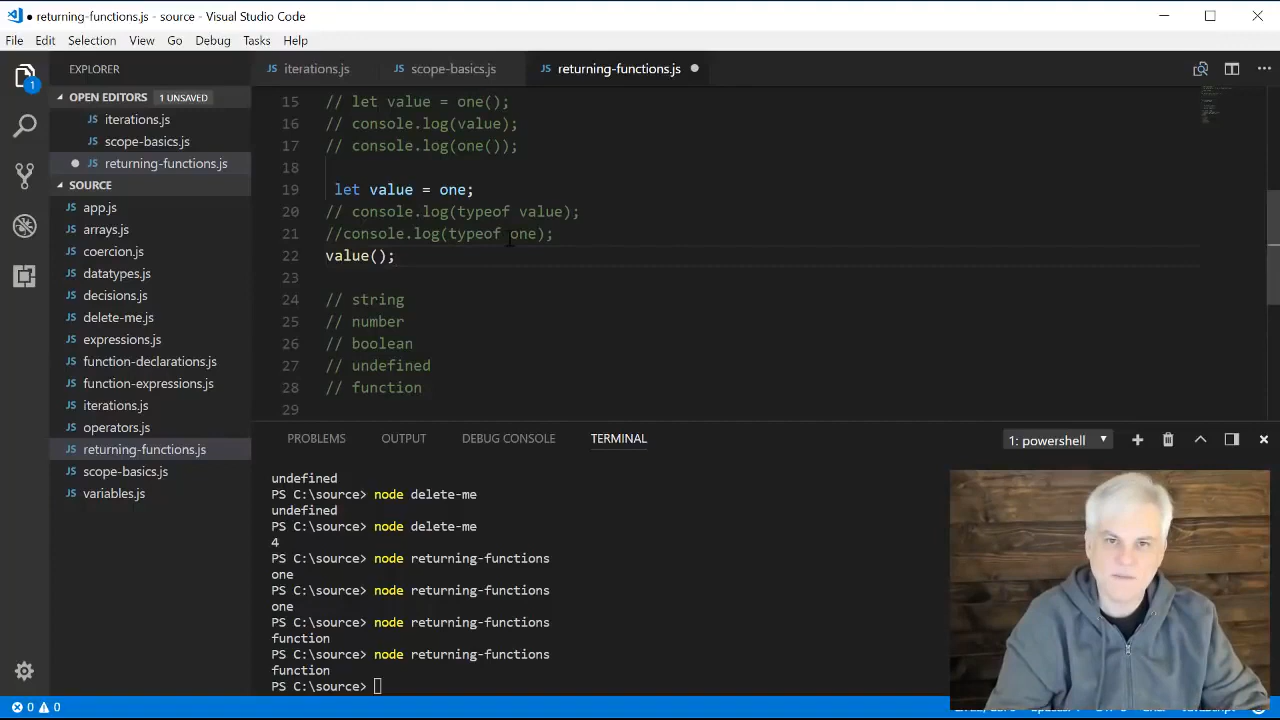 returning-functions.js - source - Visual Studio Code
File Edit Selection View Go Debug Tasks Help
EXPLORER
OPEN EDITORS 1 UNSAVED
iterations.js
scope-basics.js
returning-functions.js
SOURCE
app.js
arrays.js
coercion.js
datatypes.js
decisions.js
delete-me.js
expressions.js
function-declarations.js
function-expressions.js
iterations.js
operators.js
returning-functions.js
scope-basics.js
variables.js
1
JS iterations.js JS scope-basics.js JS returning-functions.js
15 // let value = one();
16 // console.log(value);
17 // console.log(one());
18
19 let value = one;
20 // console.log(typeof value);
21 //console.log(typeof one);
22 value();
23
24 // string
25 // number
26 // boolean
27 // undefined
28 // function
29
PROBLEMS OUTPUT DEBUG CONSOLE TERMINAL 1: powershell
undefined
PS C:\source> node delete-me
undefined
PS C:\source> node delete-me
4
PS C:\source> node returning-functions
one
PS C:\source> node returning-functions
one
PS C:\source> node returning-functions
function
PS C:\source> node returning-functions
function
PS C:\source>
0 0